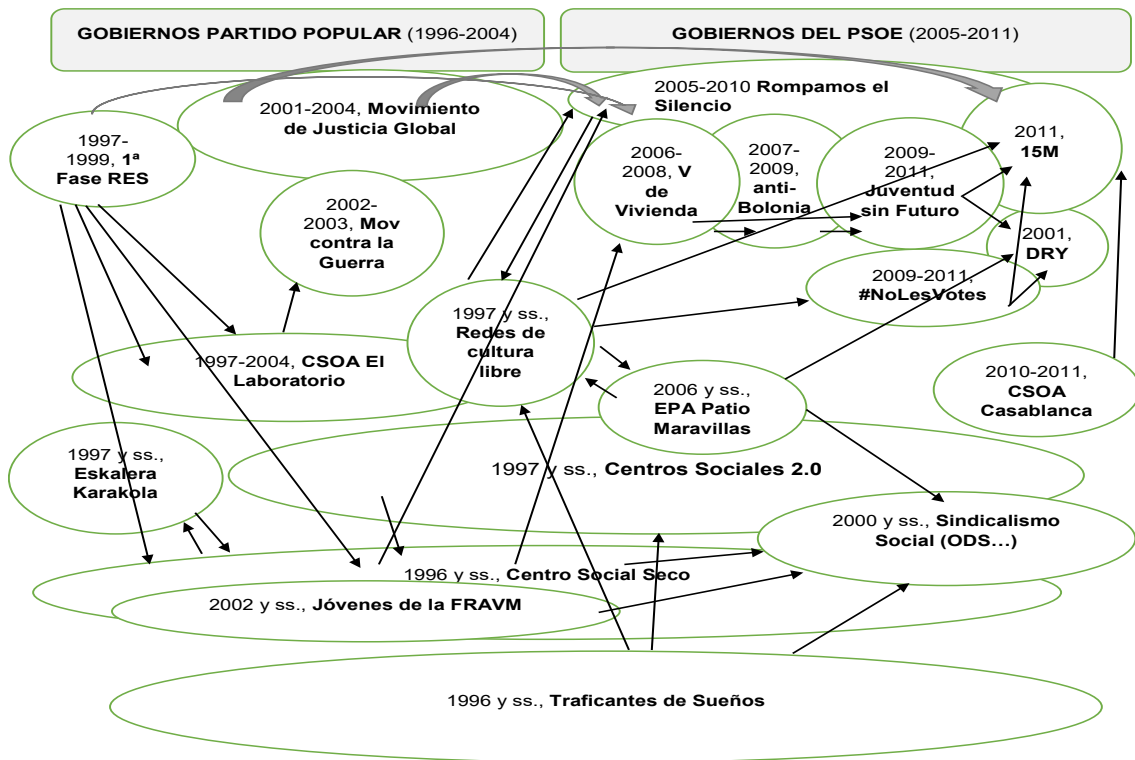 GOBIERNOS PARTIDO POPULAR (1996-2004)
GOBIERNOS DEL PSOE (2005-2011)
2001-2004, Movimiento
de Justicia Global
2005-2010 Rompamos el
Silencio
1997-
1999, 1ª
Fase RES
2006-
2008, V
de
Vivienda
2007-
2009,
anti-
Bolonia
2009-
2011,
Juventud
sin Futuro
2011,
15M
2002-
2003, Mov
contra la
Guerra
2001,
DRY
2009-2011,
#NoLesVotes
1997 y ss.,
Redes de
cultura
libre
1997-2004, CSOA El
Laboratorio
2006 y ss.,
EPA Patio
Maravillas
2010-2011,
CSOA
Casablanca
1997 y ss.,
Eskalera
Karakola
1997 y ss., Centros Sociales 2.0
2000 y ss., Sindicalismo
Social (ODS...)
1996 y ss., Centro Social Seco
2002 y ss., Jóvenes de la FRAVM
1996 y ss., Traficantes de Sueños